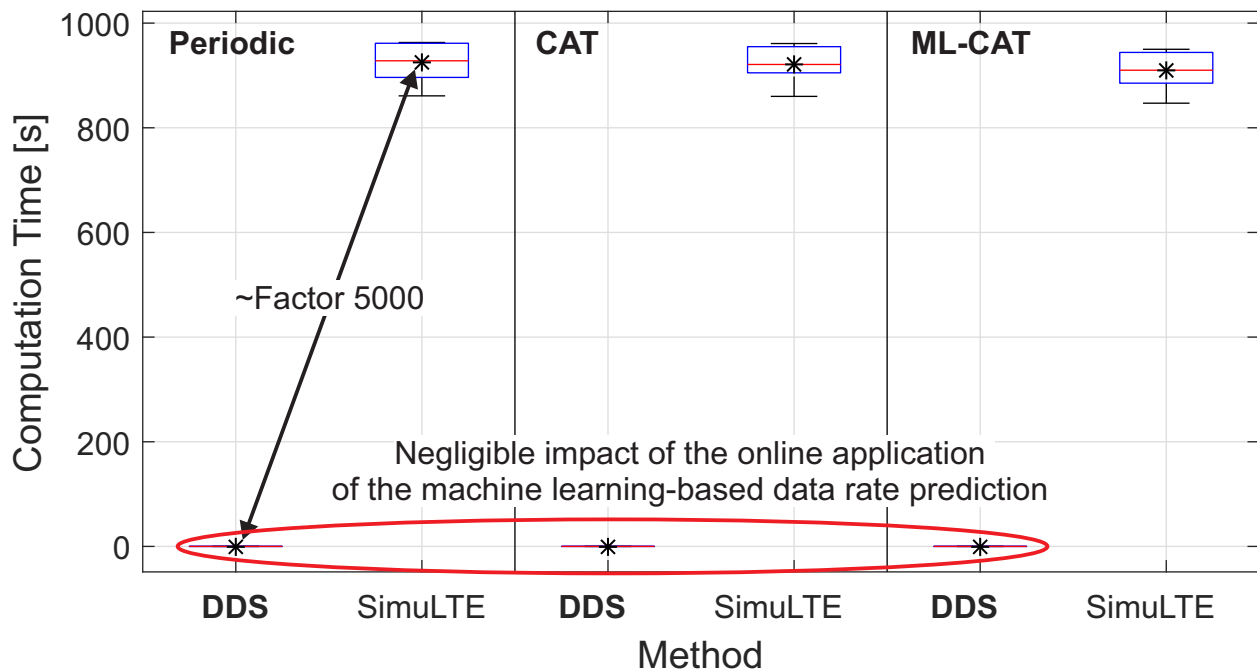 Computation Time [s]
1000
800
600
400
200
0
Periodic
CAT
ML-CAT
~Factor 5000
Negligible impact of the online application
of the machine learning-based data rate prediction
DDS
SimuLTE
DDS
SimuLTE
DDS
SimuLTE
Method